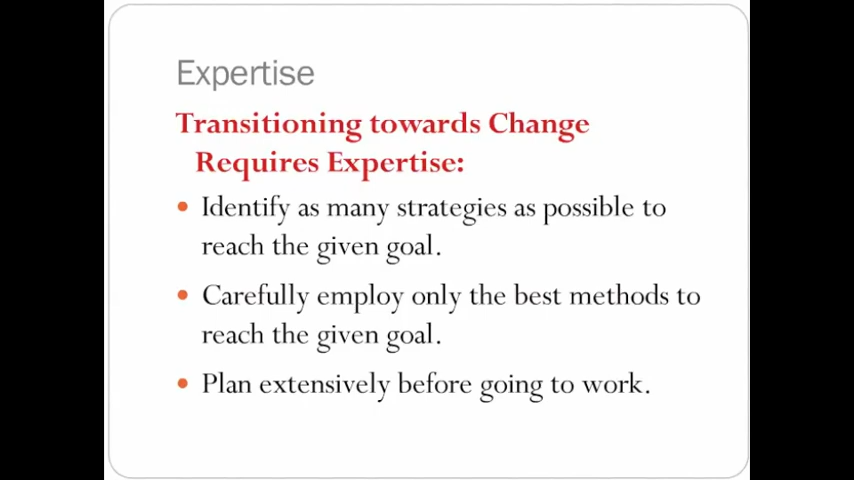 Expertise
Transitioning towards Change
Requires Expertise:
• Identify as many strategies as possible to
reach the given goal.
• Carefully employ only the best methods to
reach the given goal.
• Plan extensively before going to work.